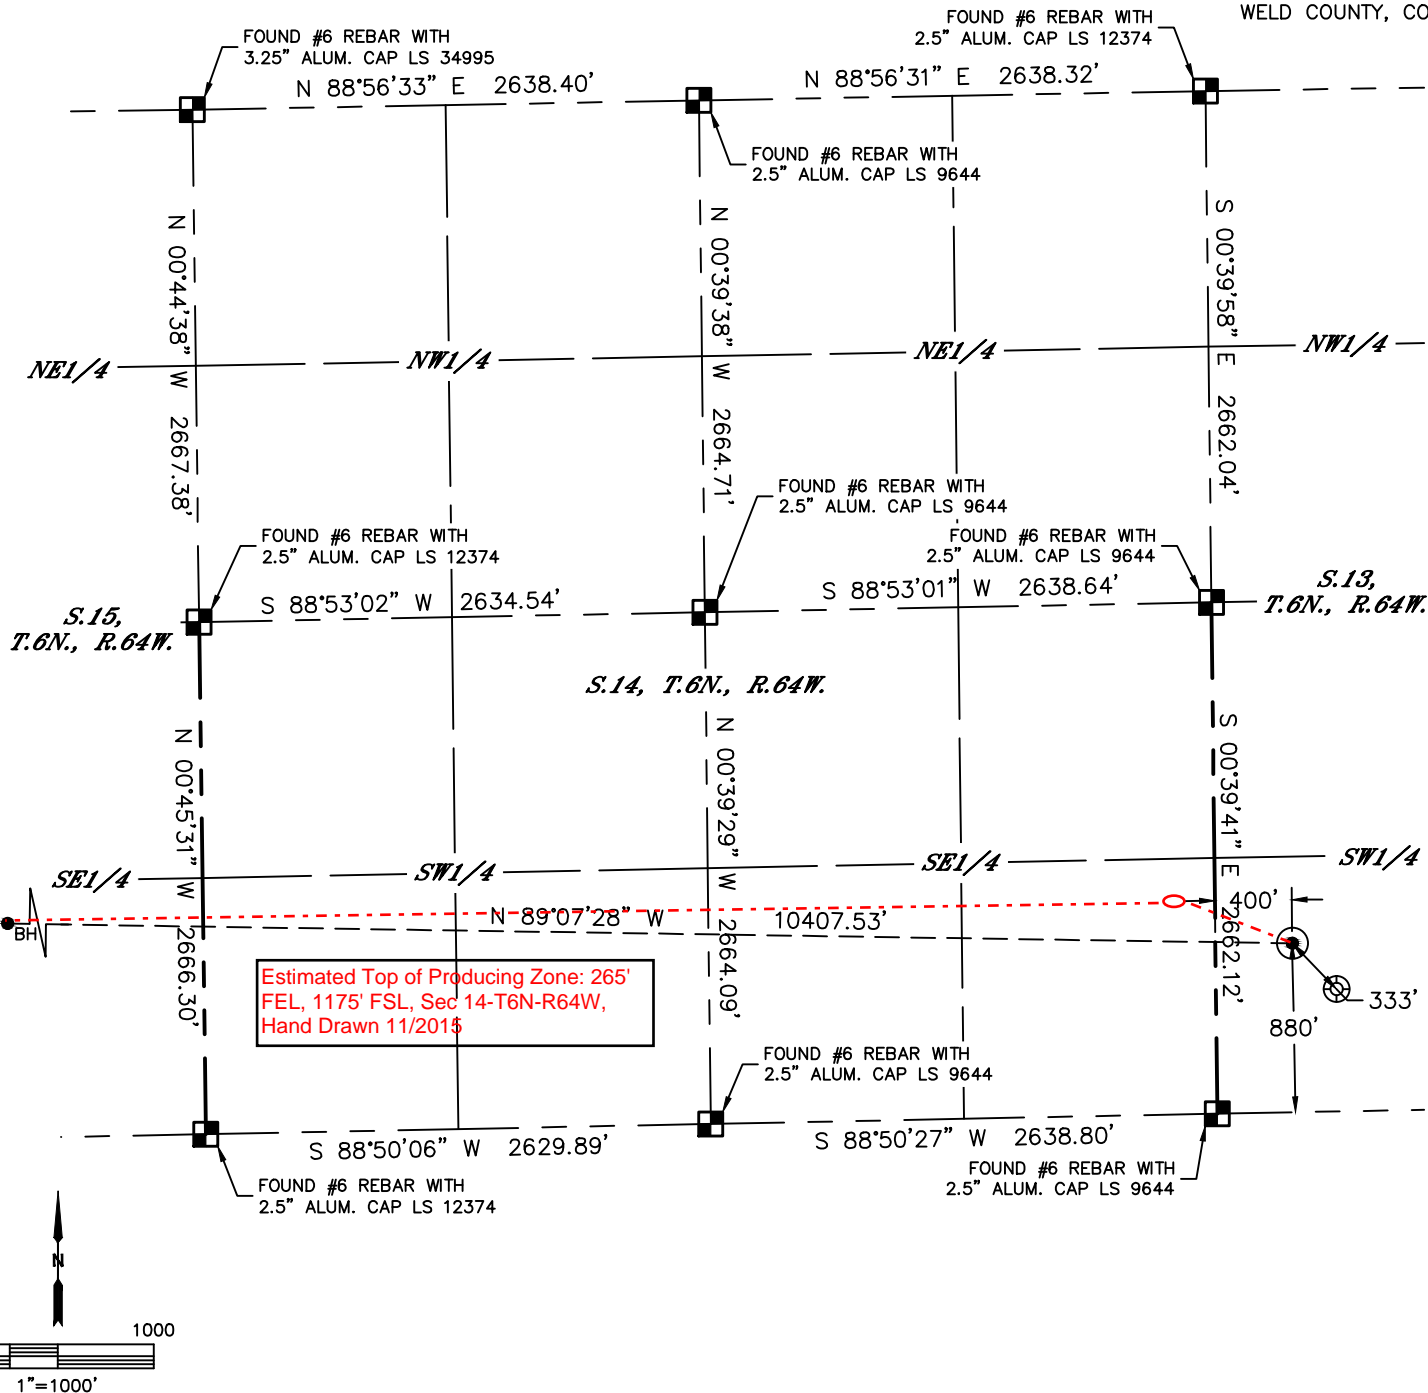 WELD COUNTY, CO
FOUND #6 REBAR WITH
3.25" ALUM. CAP LS 34995
FOUND #6 REBAR WITH
2.5" ALUM. CAP LS 12374
N 88°56'33" E 2638.40'
N 88°56'31" E 2638.32'
FOUND #6 REBAR WITH
2.5" ALUM. CAP LS 9644
N 00°44'38" W 2667.38'
N 00°39'38" W 2664.71'
S 00°39'58" E 2662.04'
NE1/4
NW1/4
NE1/4
NW1/4
FOUND #6 REBAR WITH
2.5" ALUM. CAP LS 9644
FOUND #6 REBAR WITH
2.5" ALUM. CAP LS 12374
FOUND #6 REBAR WITH
2.5" ALUM. CAP LS 9644
S 88°53'02" W 2634.54'
S 88°53'01" W 2638.64'
S.15,
T.6N., R.64W.
S.13,
T.6N., R.64W.
S.14, T.6N., R.64W.
N 00°45'31" W 2666.30'
N 00°39'29" W 2664.09'
S 00°39'41" E 2662.12'
SE1/4
SW1/4
SE1/4
SW1/4
400'
BH
N 89°07'28" W 10407.53'
Estimated Top of Producing Zone: 265'
FEL, 1175' FSL, Sec 14-T6N-R64W,
Hand Drawn 11/2015
333'
880'
FOUND #6 REBAR WITH
2.5" ALUM. CAP LS 9644
S 88°50'06" W 2629.89'
S 88°50'27" W 2638.80'
FOUND #6 REBAR WITH
2.5" ALUM. CAP LS 9644
FOUND #6 REBAR WITH
2.5" ALUM. CAP LS 12374
N
1000
1"=1000'